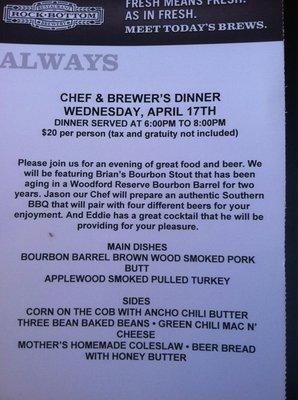 RESTAURANT
ROCK BOTTOM
BREWERY
FRESH MEANS FRESH.
AS IN FRESH.
MEET TODAY'S BREWS.
ALWAYS
CHEF & BREWER'S DINNER
WEDNESDAY, APRIL 17TH
DINNER SERVED AT 6:00PM TO 8:00PM
$20 per person (tax and gratuity not included)
Please join us for an evening of great food and beer. We
will be featuring Brian's Bourbon Stout that has been
aging in a Woodford Reserve Bourbon Barrel for two
years. Jason our Chef will prepare an authentic Southern
BBQ that will pair with four different beers for your
enjoyment. And Eddie has a great cocktail that he will be
providing for your pleasure.
MAIN DISHES
BOURBON BARREL BROWN WOOD SMOKED PORK
BUTT
APPLEWOOD SMOKED PULLED TURKEY
SIDES
CORN ON THE COB WITH ANCHO CHILI BUTTER
THREE BEAN BAKED BEANS • GREEN CHILI MAC N'
CHEESE
MOTHER'S HOMEMADE COLESLAW • BEER BREAD
WITH HONEY BUTTER